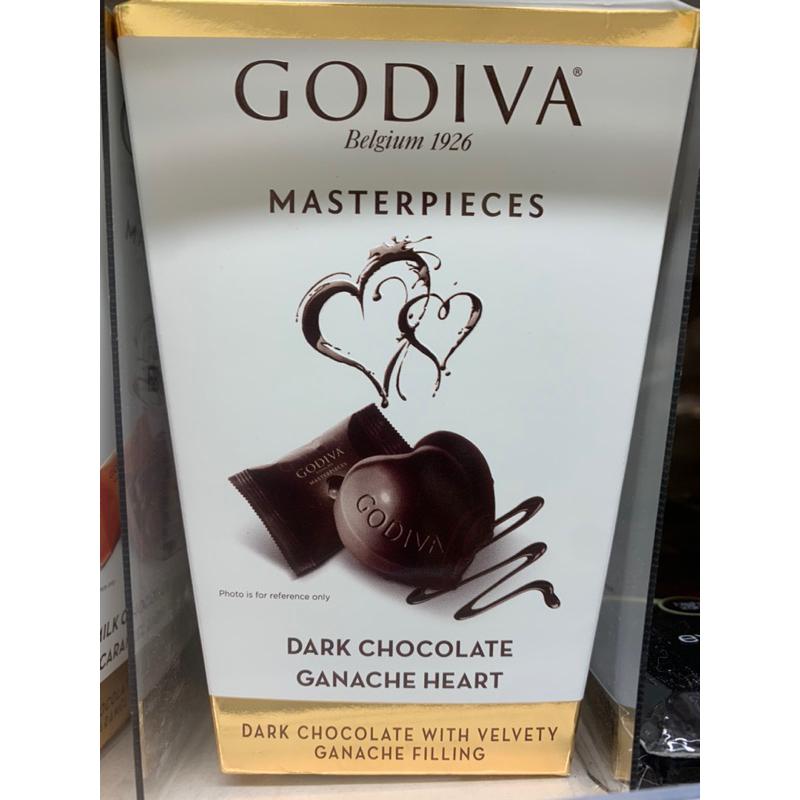 GODIVA®
Belgium 1926
MASTERPIECES
GODIVA
MASTERPIECES
GODIVA
Photo is for reference only
DARK CHOCOLATE
GANACHE HEART
DARK CHOCOLATE WITH VELVETY
GANACHE FILLING